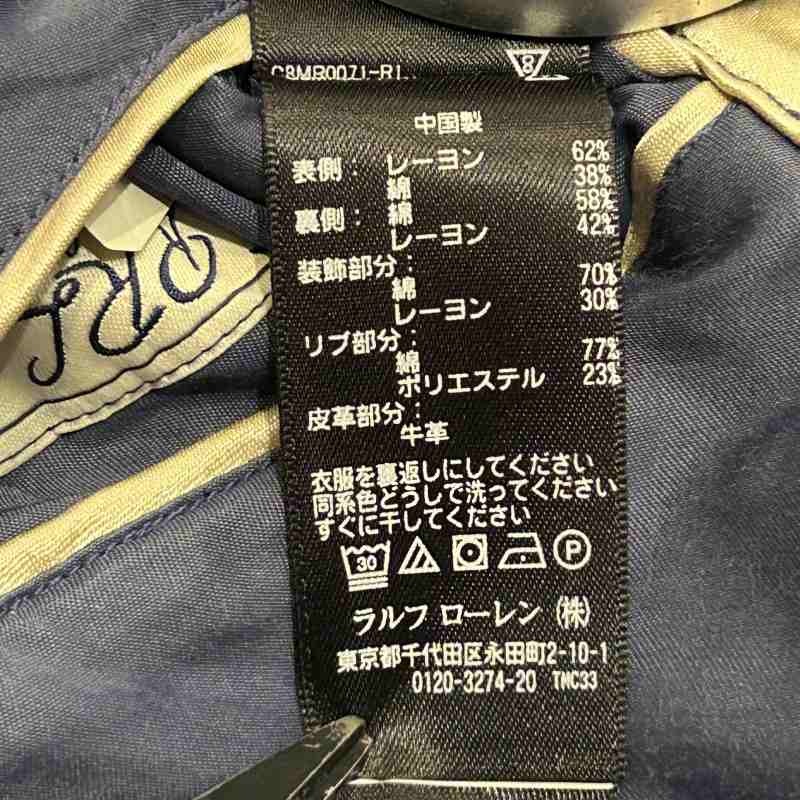 中国製
表側: レーヨン 62%
綿 38%
裏側: 綿 58%
レーヨン 42%
装飾部分:
綿 70%
レーヨン 30%
リブ部分:
綿 77%
ポリエステル 23%
皮革部分:
牛革
衣服を裏返しにしてください
同系色どうしで洗ってください
すぐに干してください
30 P
ラルフ ローレン (株)
東京都千代田区永田町2-10-1
0120-3274-20 TMC33